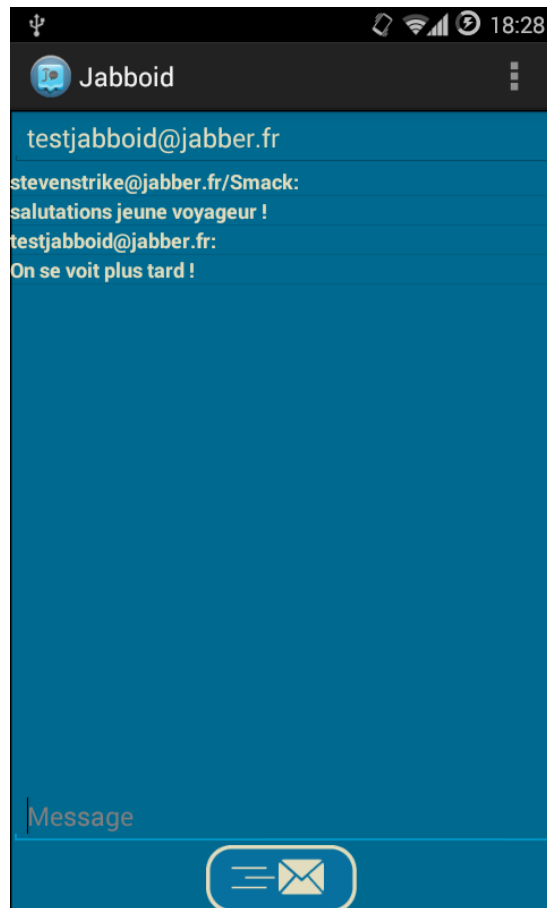 18:28
Jabboid
testjabboid@jabber.fr
stevenstrike@jabber.fr/Smack:
salutations jeune voyageur !
testjabboid@jabber.fr:
On se voit plus tard !
Message